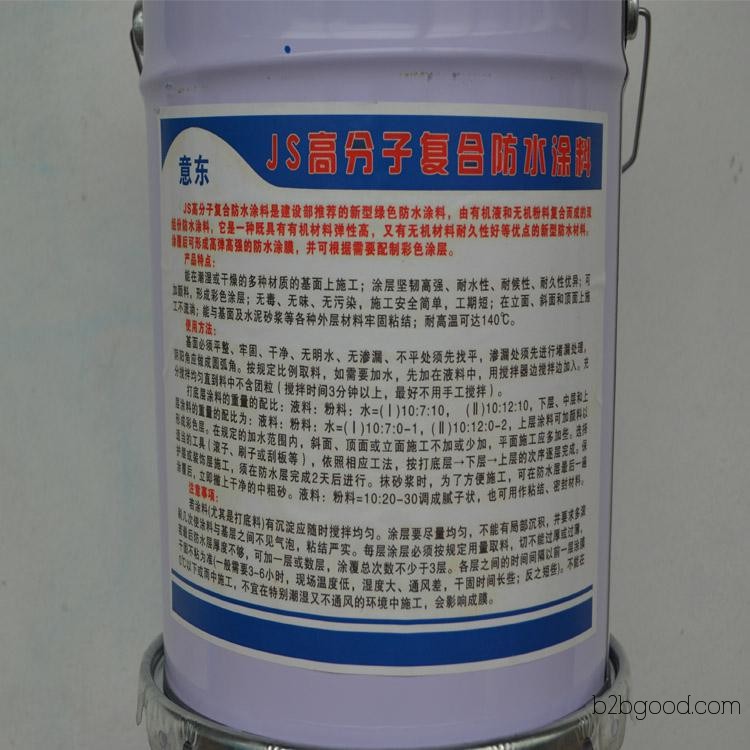 意东
JS高分子复合防水涂料
JS高分子复合防水涂料是建设部推荐的新型绿色防水涂料，由有机液和无机粉料复合而成的双
组份防水涂料，它是一种既具有有机材料弹性高，又有无机材料耐久性好等优点的新型防水材料，
涂覆后可形成高弹高强的防水涂膜，并可根据需要配制彩色涂层。
产品特点：
能在潮湿或干燥的多种材质的基面上施工；涂层坚韧高强、耐水性、耐候性、耐久性优异；可
加颜料，形成彩色涂层；无毒、无味、无污染，施工安全简单，工期短；在立面、斜面和顶面上施
工不流淌；能与基面及水泥砂浆等各种外层材料牢固粘结；耐高温可达140℃。
使用方法：
基面必须平整、牢固、干净、无明水、无渗漏、不平处须先找平，渗漏处须先进行堵漏处理，
阴阳角应做成圆弧角。按规定比例取料，如需要加水，先加在液料中，用搅拌器边搅拌边加入。充
分搅拌均匀直到料中不含团粒（搅拌时间3分钟以上，最好不用手工搅拌）。
打底层涂料的重量的配比：液料：粉料：水=(Ⅰ)10:7:10，(Ⅱ)10:12:10，下层、中层和上
层涂料的重量的配比为：液料：粉料：水=(Ⅰ)10:7:0-1，(Ⅱ)10:12:0-2，上层涂料可加颜料以
形成彩色层。在规定的加水范围内，斜面、顶面或立面施工不加或少加，平面施工应多加些。选择
适当的工具（滚子、刷子或刮板等），依照相应工法，按打底层→下层→上层的次序逐层完成。保
护层或装饰层施工，须在防水层完成2天后进行。抹砂浆时，为了方便施工，可在防水层最后一遍
涂覆后，立即撒上干净的中粗砂。液料：粉料=10:20-30调成腻子状，也可用作粘结、密封材料。
注意事项：
若涂料(尤其是打底料)有沉淀应随时搅拌均匀。涂层要尽量均匀，不能有局部沉积，并要求多滚
刷几次使涂料与基层之间不见气泡，粘结严实。每层涂层必须按规定用量取料，切不能过厚或过薄，
若最后防水层厚度不够，可加一层或数层，涂覆总次数不少于3层。各层之间的时间间隔以前一层涂膜
干固不粘为准(一般需要3-6小时，现场温度低，湿度大、通风差，干固时间长些；反之短些)。不能在
0℃以下或雨中施工，不宜在特别潮湿又不通风的环境中施工，会影响成膜。
b2bgood.com